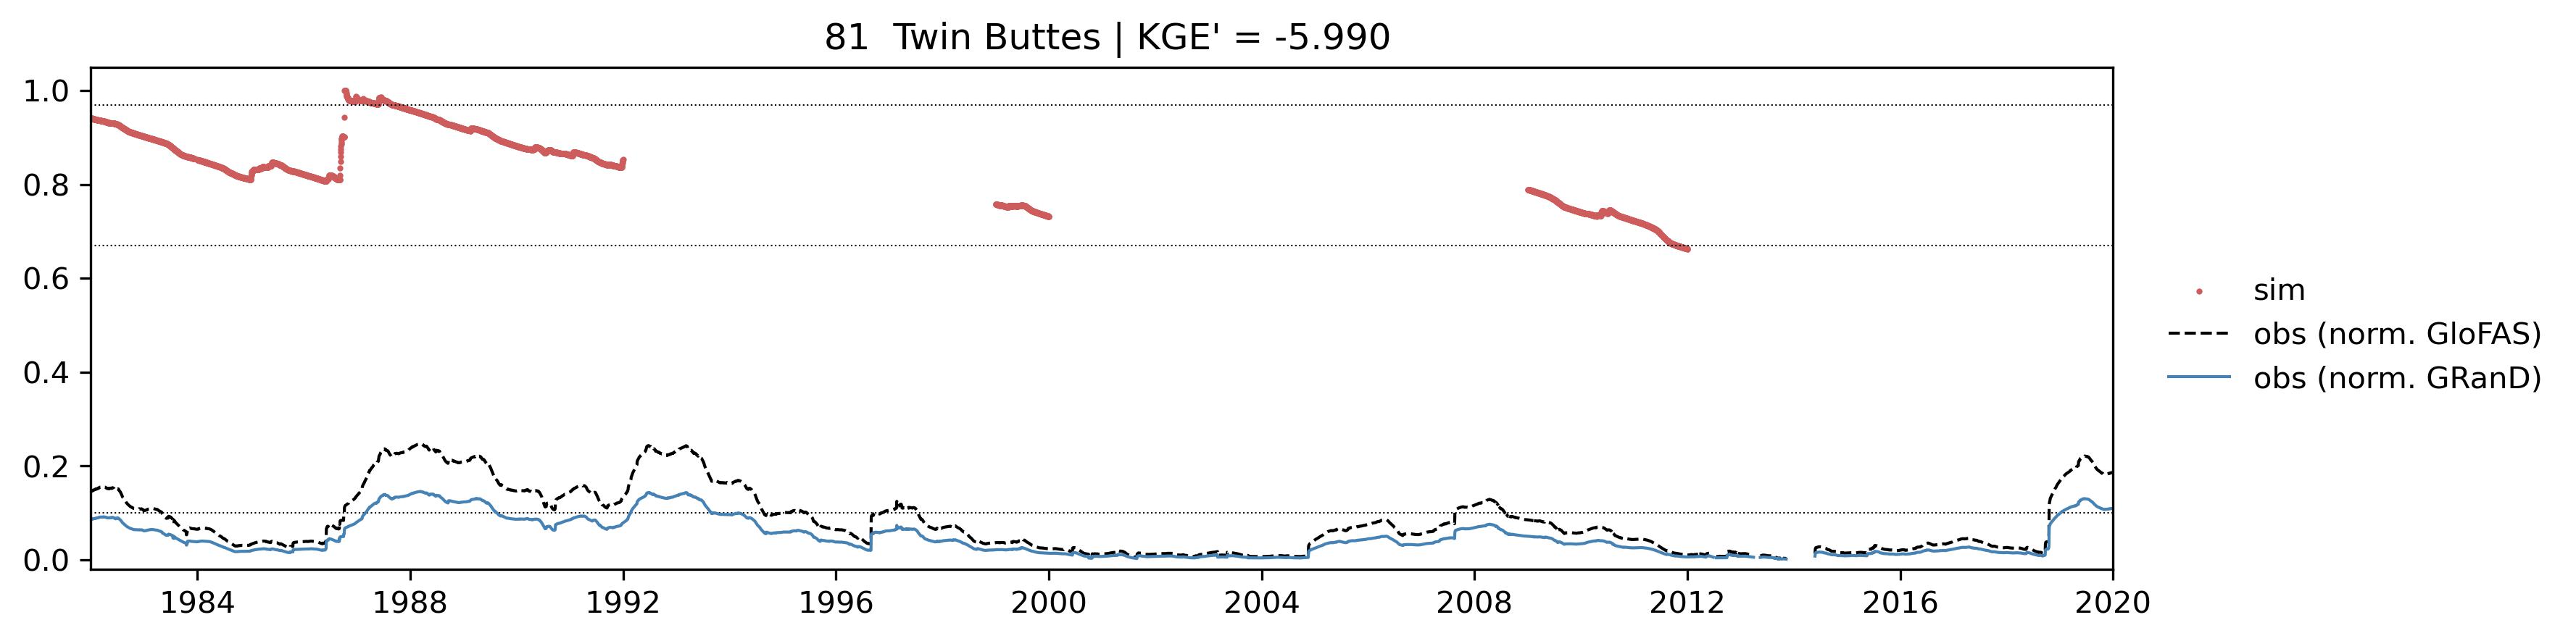 81  Twin Buttes | KGE' = -5.990
1.0
0.8
0.6
0.4
0.2
0.0
1984 1988 1992 1996 2000 2004 2008 2012 2016 2020
sim
obs (norm. GloFAS)
obs (norm. GRanD)